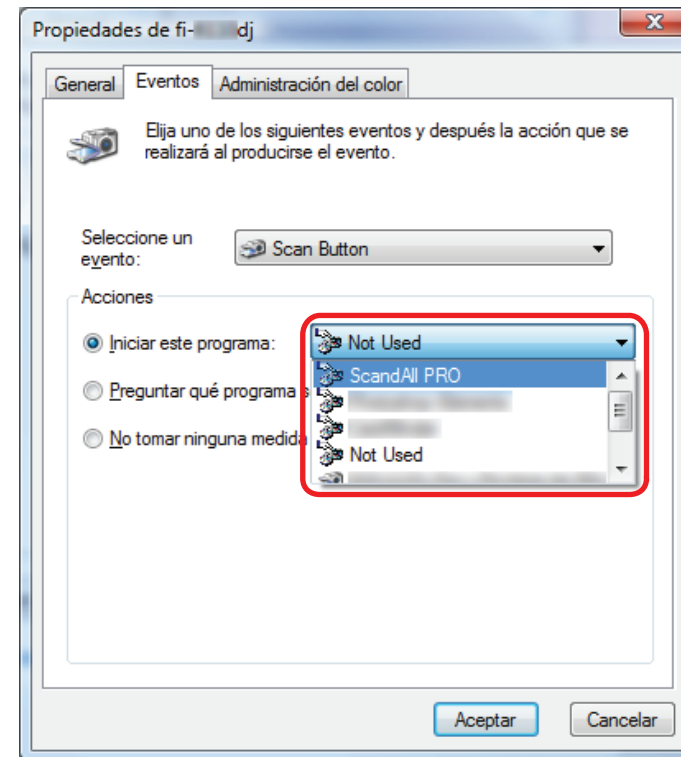 Propiedades de fi- dj
General Eventos Administración del color
Elija uno de los siguientes eventos y después la acción que se
realizará al producirse el evento.
Seleccione un
evento:
Scan Button
Acciones
Iniciar este programa:
Not Used
ScandAll PRO
Preguntar qué programa s
No tomar ninguna medida
Not Used
Aceptar Cancelar